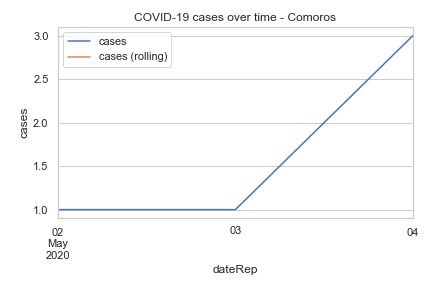 COVID-19 cases over time - Comoros
cases
cases (rolling)
3.0
2.5
2.0
1.5
1.0
cases
02
May
2020
03
04
dateRep